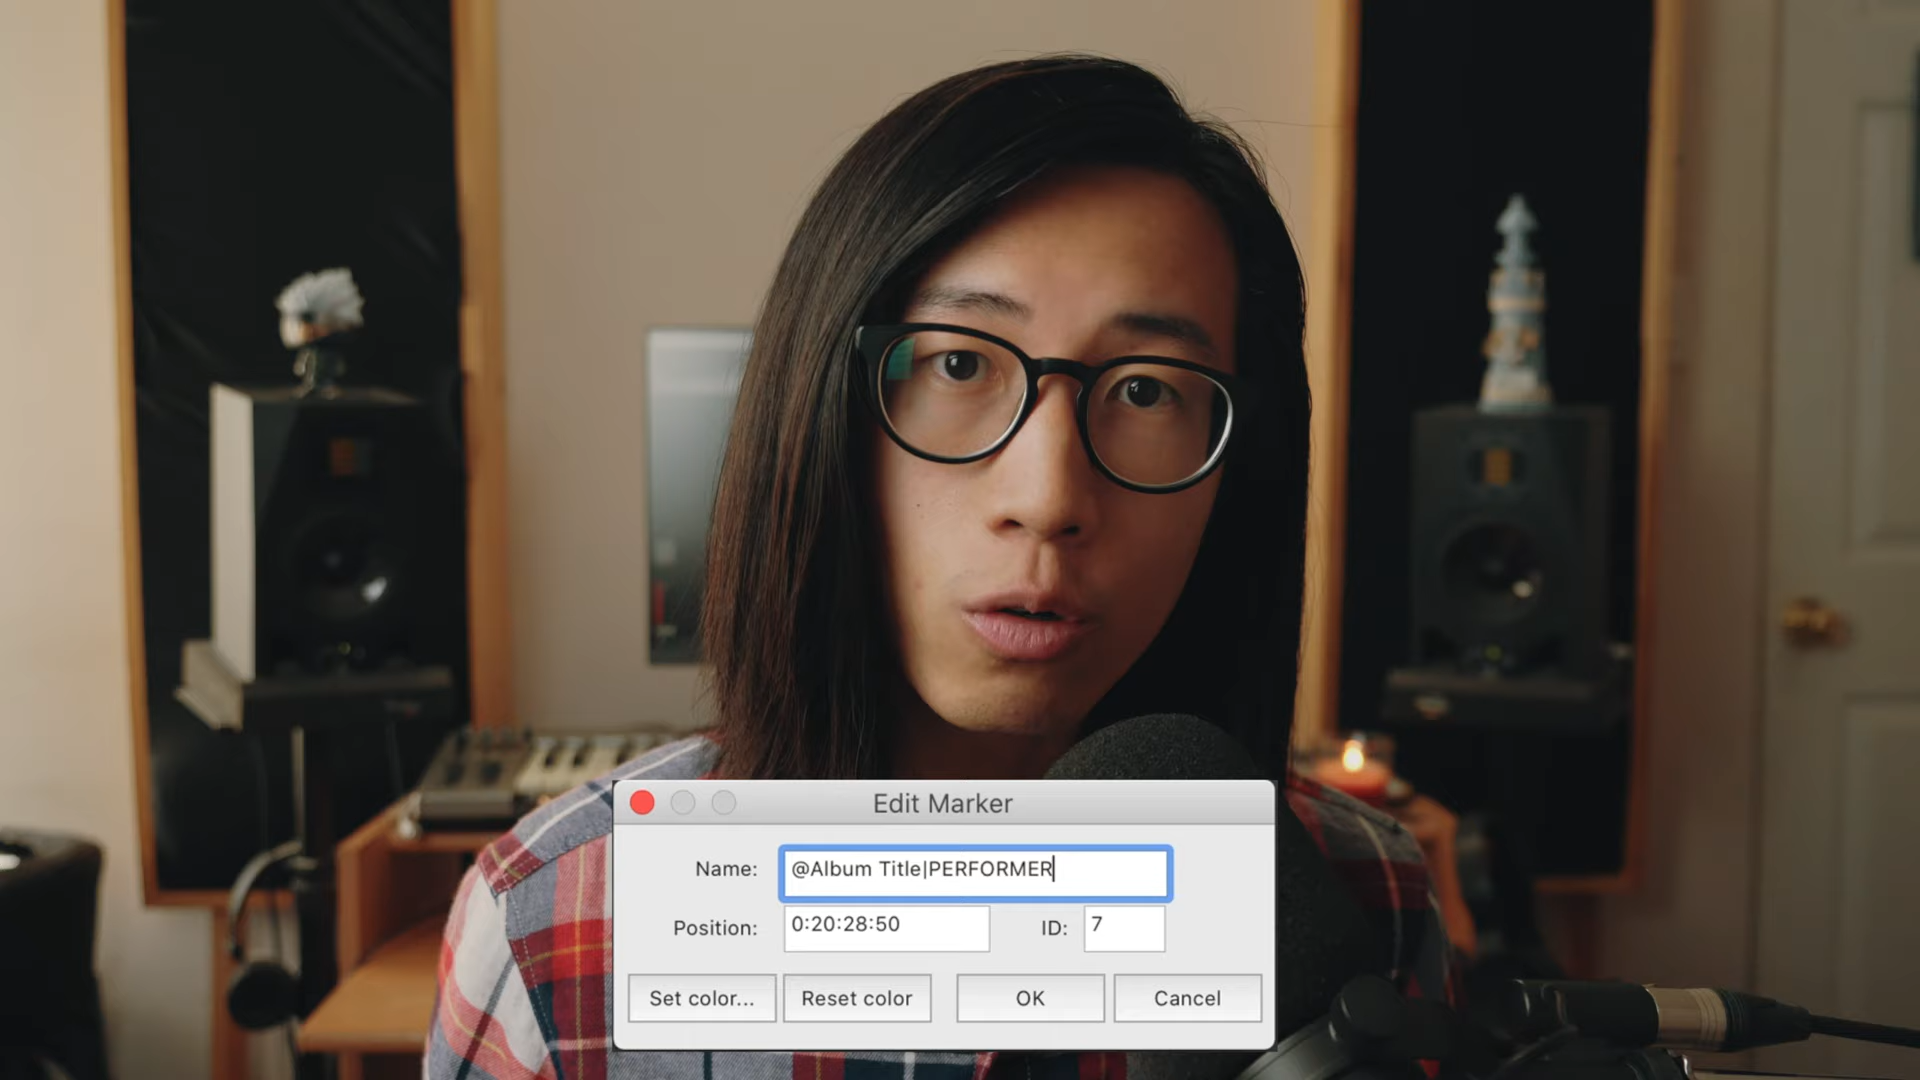 Edit Marker
Name: @Album Title|PERFORMER
Position: 0:20:28:50 ID: 7
Set color... Reset color OK Cancel